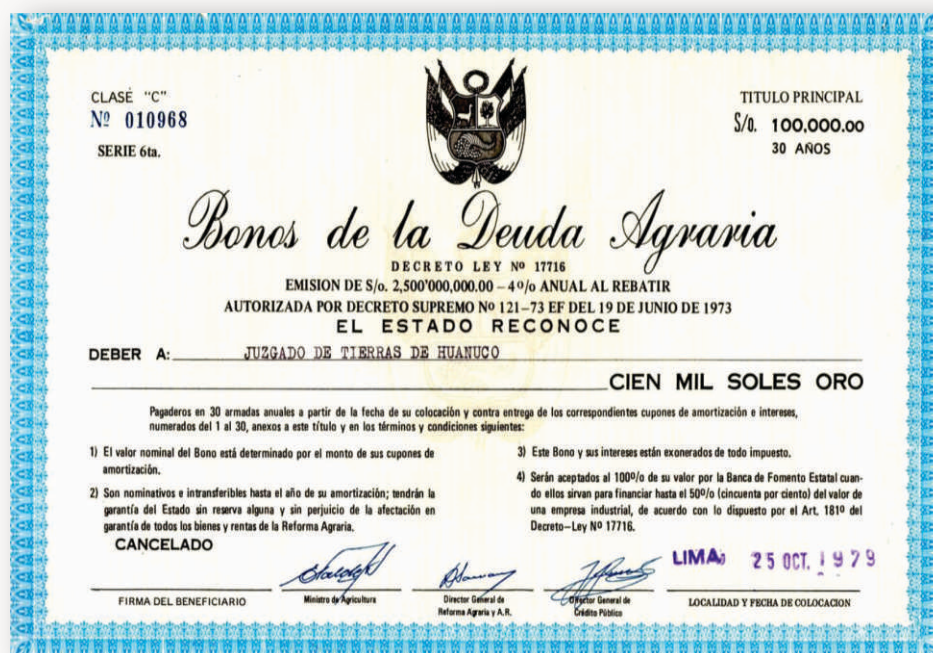 CLASE "C"
Nº 010968
SERIE 6ta.
TITULO PRINCIPAL
S/o. 100,000.00
30 AÑOS
Bonos de la Deuda Agraria
DECRETO LEY Nº 17716
EMISION DE S/o. 2,500'000,000.00 – 4o/o ANUAL AL REBATIR
AUTORIZADA POR DECRETO SUPREMO Nº 121–73 EF DEL 19 DE JUNIO DE 1973
EL ESTADO RECONOCE
DEBER A: JUZGADO DE TIERRAS DE HUANUCO
CIEN MIL SOLES ORO
Pagaderos en 30 armadas anuales a partir de la fecha de su colocación y contra entrego de los correspondientes cupones de amortización e intereses,
numerados del 1 al 30, anexos a este título y en los términos y condiciones siguientes:
1) El valor nominal del Bono está determinado por el monto de sus cupones de
amortización.
2) Son nominativos e intransferibles hasta el año de su amortización; tendrán la
garantía del Estado sin reserva alguna y sin perjuicio de la afectación en
garantía de todos los bienes y rentas de la Reforma Agraria.
CANCELADO
3) Este Bono y sus intereses están exonerados de todo impuesto.
4) Serán aceptados al 100o/o de su valor por la Banca de Fomento Estatal cuan-
do ellos sirvan para financiar hasta el 50o/o (cincuenta por ciento) del valor de
una empresa industrial, de acuerdo con lo dispuesto por el Art. 181º del
Decreto–Ley Nº 17716.
LIMA, 25 OCT. 1979
FIRMA DEL BENEFICIARIO
Ministro de Agricultura
Director General de
Reforma Agraria y A.R.
Director General de
Crédito Público
LOCALIDAD Y FECHA DE COLOCACION